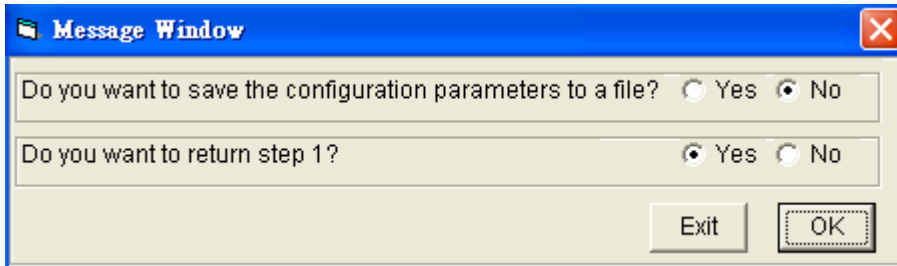 Message Window
Do you want to save the configuration parameters to a file? Yes No
Do you want to return step 1? Yes No
Exit OK